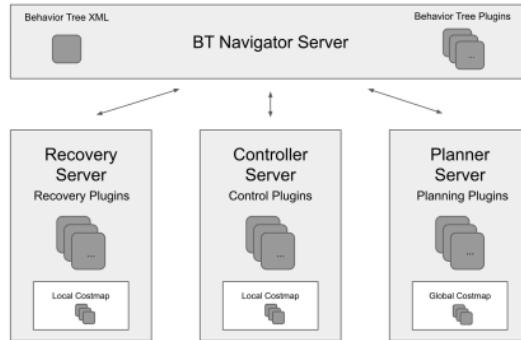 Behavior Tree XML
BT Navigator Server
Behavior Tree Plugins
...
Recovery
Server
Recovery Plugins
...
Local Costmap
Controller
Server
Control Plugins
...
Local Costmap
Planner
Server
Planning Plugins
...
Global Costmap